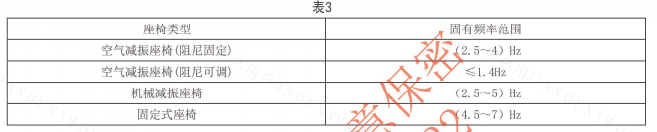 表3
座椅类型 固有频率范围
空气减振座椅(阻尼固定) (2.5～4) Hz
空气减振座椅(阻尼可调) ≤1.4Hz
机械减振座椅 (2.5～5) Hz
固定式座椅 (4.5～7) Hz
意保密